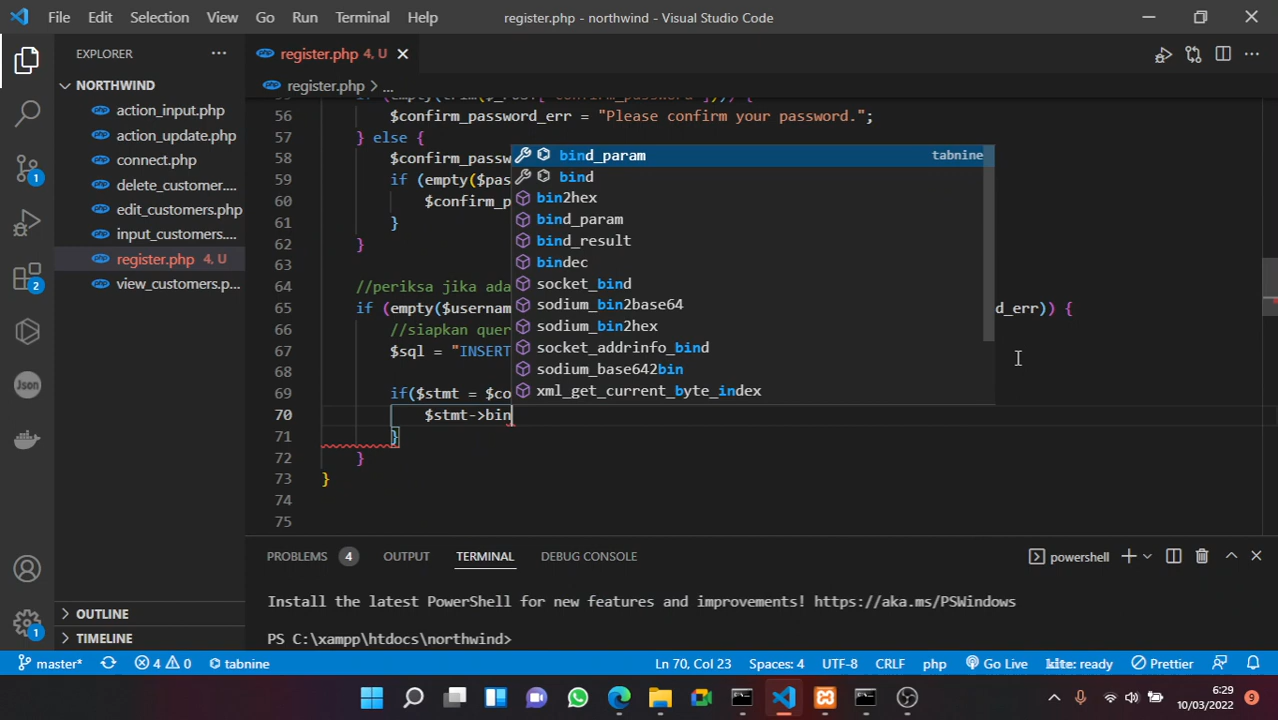 File Edit Selection View Go Run Terminal Help
register.php - northwind - Visual Studio Code
EXPLORER
NORTHWIND
action_input.php
action_update.php
connect.php
delete_customer....
edit_customers.php
input_customers....
register.php 4, U
view_customers.p...
OUTLINE
TIMELINE
1
2
1
Json
register.php 4, U
register.php > ...
56 $confirm_password_err = "Please confirm your password.";
57 } else {
58 $confirm_passw
59 if (empty($pas
60 $confirm_p
61 }
62 }
63
64 //periksa jika ada
65 if (empty($usernam d_err)) {
66 //siapkan quer
67 $sql = "INSERT
68
69 if($stmt = $co
70 $stmt->bin
71 }
72 }
73 }
74
75
bind_param tabnine
bind
bin2hex
bind_param
bind_result
bindec
socket_bind
sodium_bin2base64
sodium_bin2hex
socket_addrinfo_bind
sodium_base642bin
xml_get_current_byte_index
PROBLEMS 4 OUTPUT TERMINAL DEBUG CONSOLE
powershell
Install the latest PowerShell for new features and improvements! https://aka.ms/PSWindows
PS C:\xampp\htdocs\northwind>
master* 4 0 tabnine Ln 70, Col 23 Spaces: 4 UTF-8 CRLF php Go Live kite: ready Prettier
6:29
10/03/2022
9